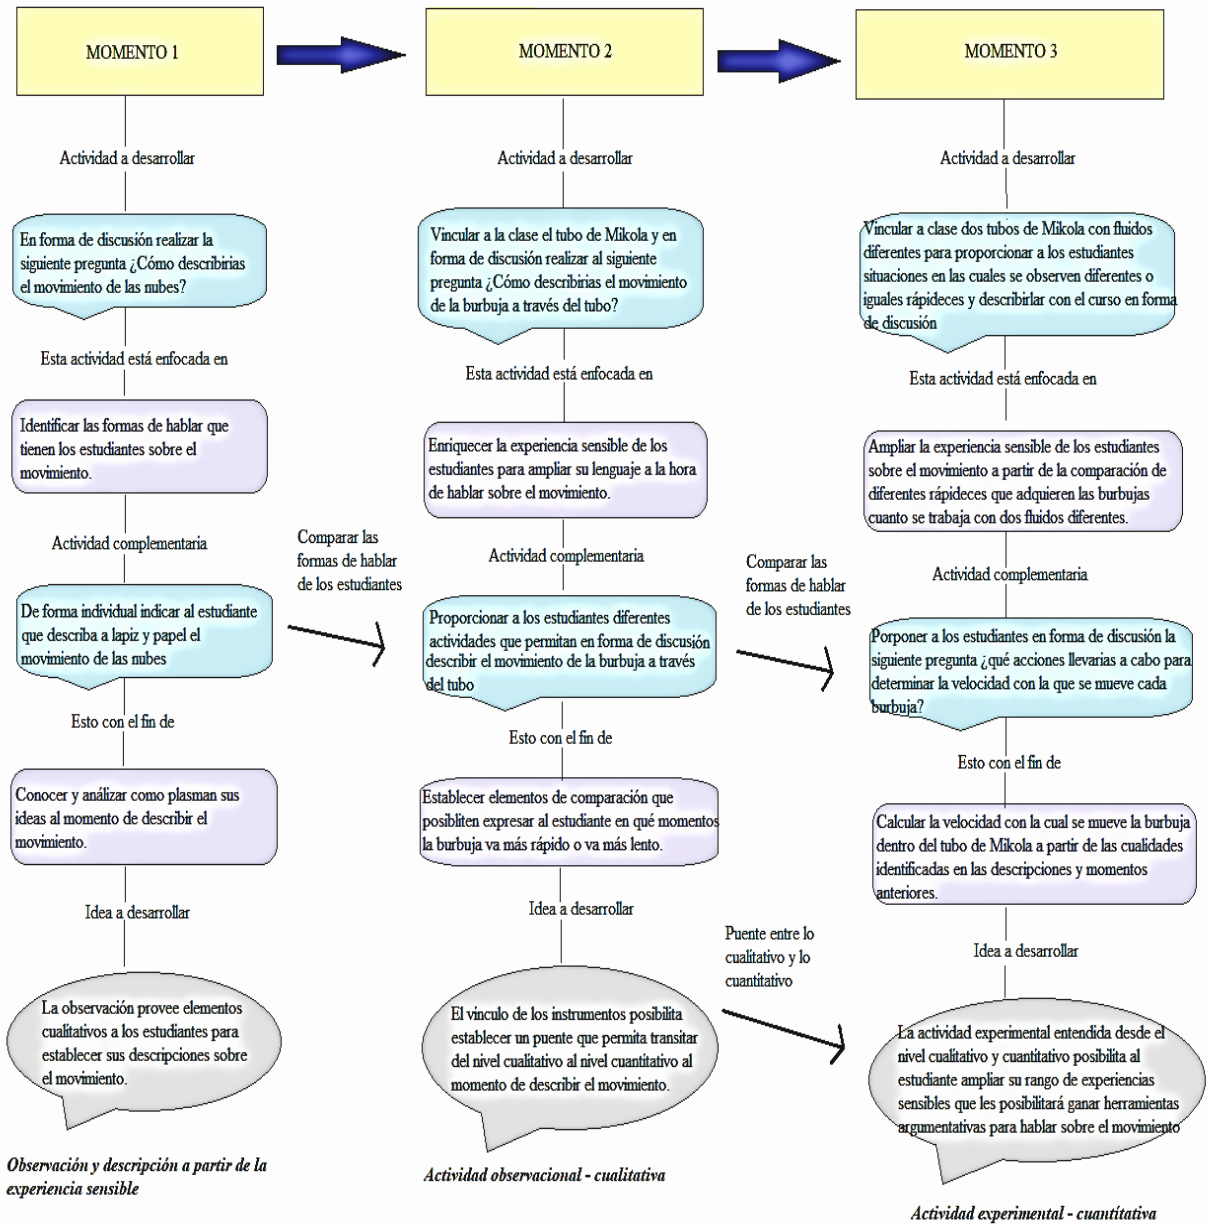 MOMENTO 1
Actividad a desarrollar
En forma de discusión realizar la
siguiente pregunta ¿Cómo describirias
el movimiento de las nubes?
Esta actividad está enfocada en
Identificar las formas de hablar que
tienen los estudiantes sobre el
movimiento.
Actividad complementaria
De forma individual indicar al estudiante
que describa a lapiz y papel el
movimiento de las nubes
Esto con el fin de
Conocer y análizar como plasman sus
ideas al momento de describir el
movimiento.
Idea a desarrollar
La observación provee elementos
cualitativos a los estudiantes para
establecer sus descripciones sobre
el movimiento.
Observación y descripción a partir de la
experiencia sensible
Comparar las
formas de hablar
de los estudiantes
MOMENTO 2
Actividad a desarrollar
Vincular a la clase el tubo de Mikola y en
forma de discusión realizar al siguiente
pregunta ¿Cómo describirias el movimiento
de la burbuja a través del tubo?
Esta actividad está enfocada en
Enriquecer la experiencia sensible de los
estudiantes para ampliar su lenguaje a la hora
de hablar sobre el movimiento.
Actividad complementaria
Proporcionar a los estudiantes diferentes
actividades que permitan en forma de discusión
describir el movimiento de la burbuja a través
del tubo
Esto con el fin de
Establecer elementos de comparación que
posibliten expresar al estudiante en qué momentos
la burbuja va más rápido o va más lento.
Idea a desarrollar
El vinculo de los instrumentos posibilita
establecer un puente que permita transitar
del nivel cualitativo al nivel cuantitativo al
momento de describir el movimiento.
Actividad observacional - cualitativa
Comparar las
formas de hablar
de los estudiantes
Puente entre lo
cualítativo y lo
cuantítativo
MOMENTO 3
Actividad a desarrollar
Vincular a clase dos tubos de Mikola con fluidos
diferentes para proporcionar a los estudiantes
situaciones en las cuales se observen diferentes o
iguales rápideces y describirlar con el curso en forma
de discusión
Esta actividad está enfocada en
Ampliar la experiencia sensible de los estudiantes
sobre el movimiento a partir de la comparación de
diferentes rápideces que adquieren las burbujas
cuanto se trabaja con dos fluidos diferentes.
Actividad complementaria
Porponer a los estudiantes en forma de discusión la
siguiente pregunta ¿qué acciones llevarias a cabo para
determinar la velocidad con la que se mueve cada
burbuja?
Esto con el fin de
Calcular la velocidad con la cual se mueve la burbuja
dentro del tubo de Mikola a partir de las cualidades
identificadas en las descripciones y momentos
anteriores.
Idea a desarrollar
La actividad experimental entendida desde el
nivel cualitativo y cuantitativo posibilita al
estudiante ampliar su rango de experiencias
sensibles que les posibilitará ganar herramientas
argumentativas para hablar sobre el movimiento
Actividad experimental - cuantítativa